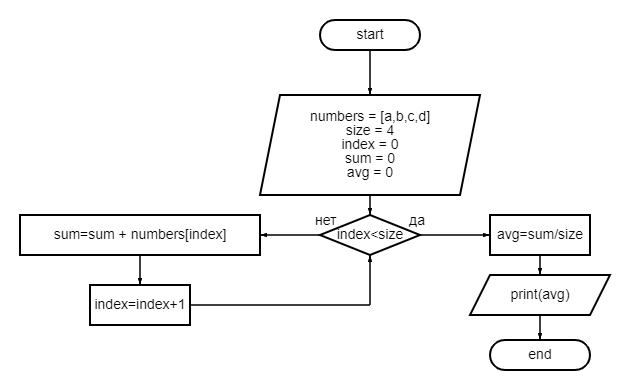 start
numbers = [a,b,c,d]
size = 4
index = 0
sum = 0
avg = 0
нет
да
sum=sum + numbers[index]
index<size
avg=sum/size
index=index+1
print(avg)
end